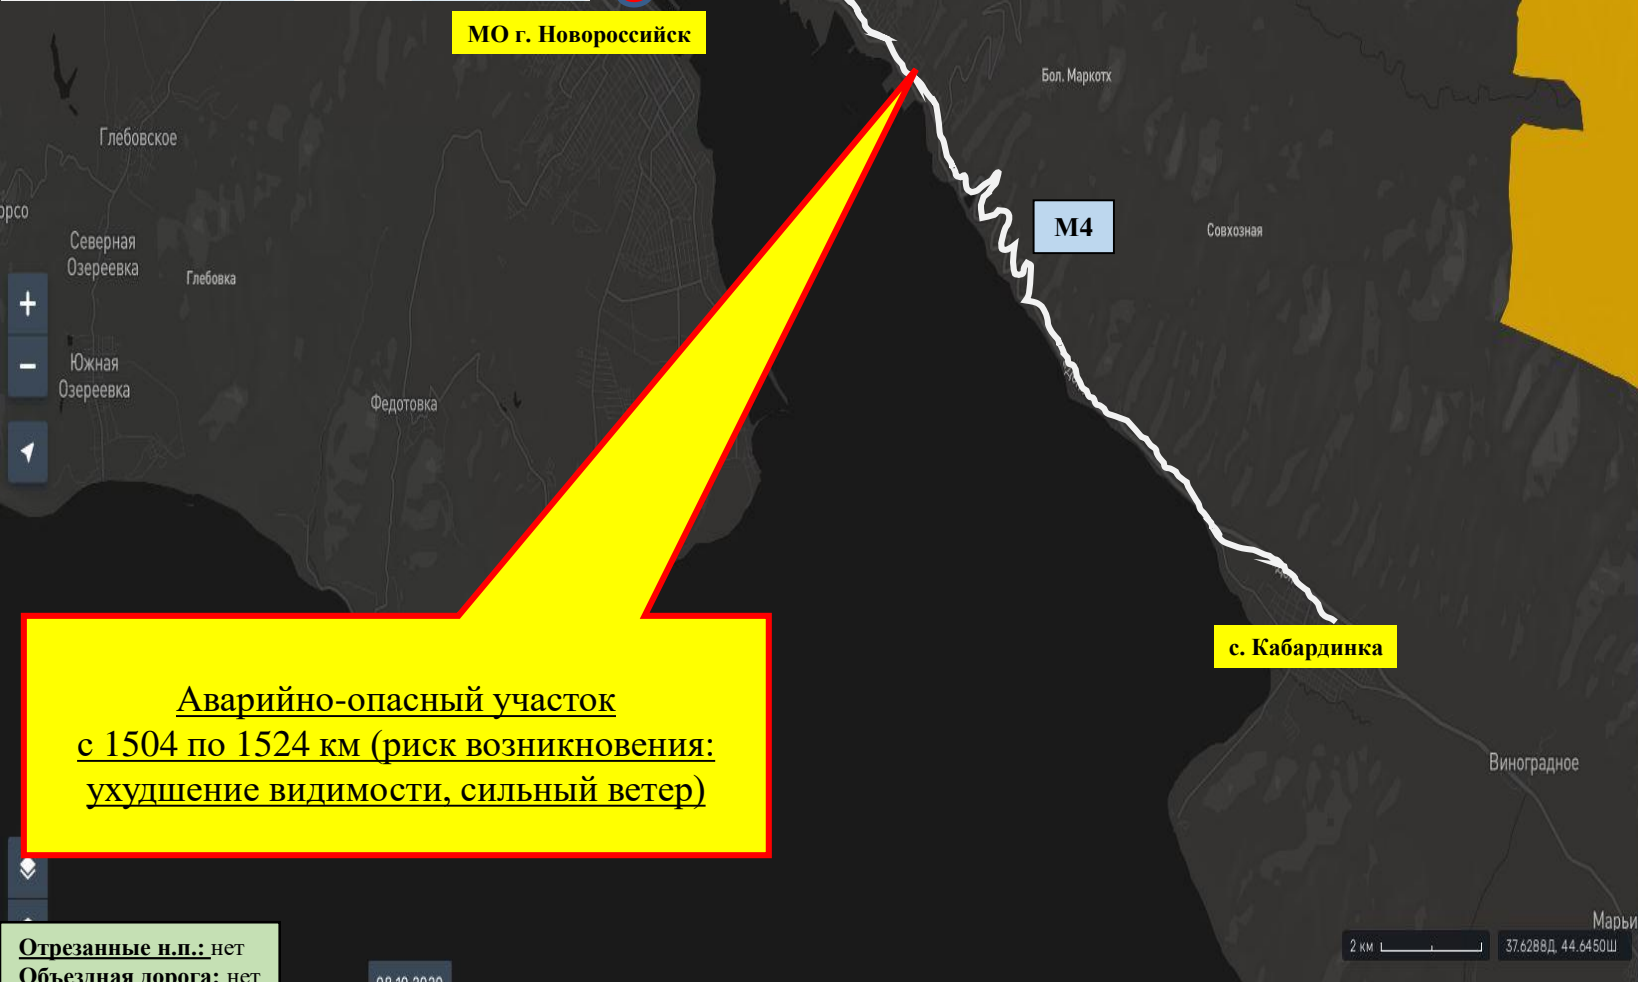 МО г. Новороссийск
Бол. Маркотх
Глебовское
М4
Совхозная
Северная
Озереевка
Глебовка
+
−
Южная
Озереевка
Федотовка
с. Кабардинка
Аварийно-опасный участок
с 1504 по 1524 км (риск возникновения:
ухудшение видимости, сильный ветер)
Виноградное
Отрезанные н.п.: нет
Объездная дорога: нет
2 км
37.6288Д, 44.6450Ш